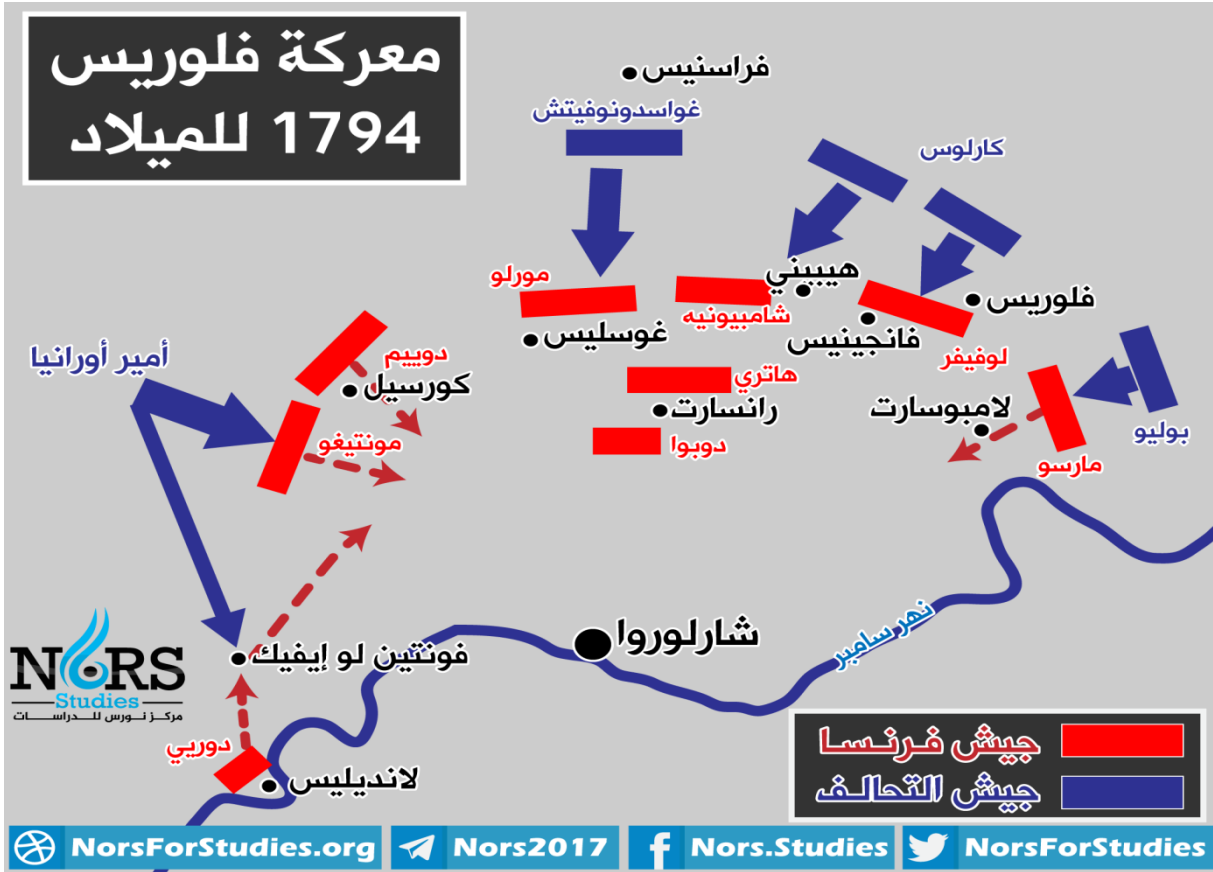 معركة فلوريس
1794 للميلاد
فراسنيس
غواسدونوفيتش
كارلوس
هيبيني
مورلو
شامبيونيه
فلوريس
غوسليس
فانجينيس
لوفيفر
أمير أورانيا
دوييم
كورسيل
هاتري
رانسارت
لامبوسارت
بوليو
مونتيغو
دوبوا
مارسو
شارلوروا
نهر سامبر
فونتين لو إيفيك
NORS
Studies
مركز نورس للدراسات
دوريي
لانديليس
جيش فرنسا
جيش التحالف
NorsForStudies.org
Nors2017
Nors.Studies
NorsForStudies